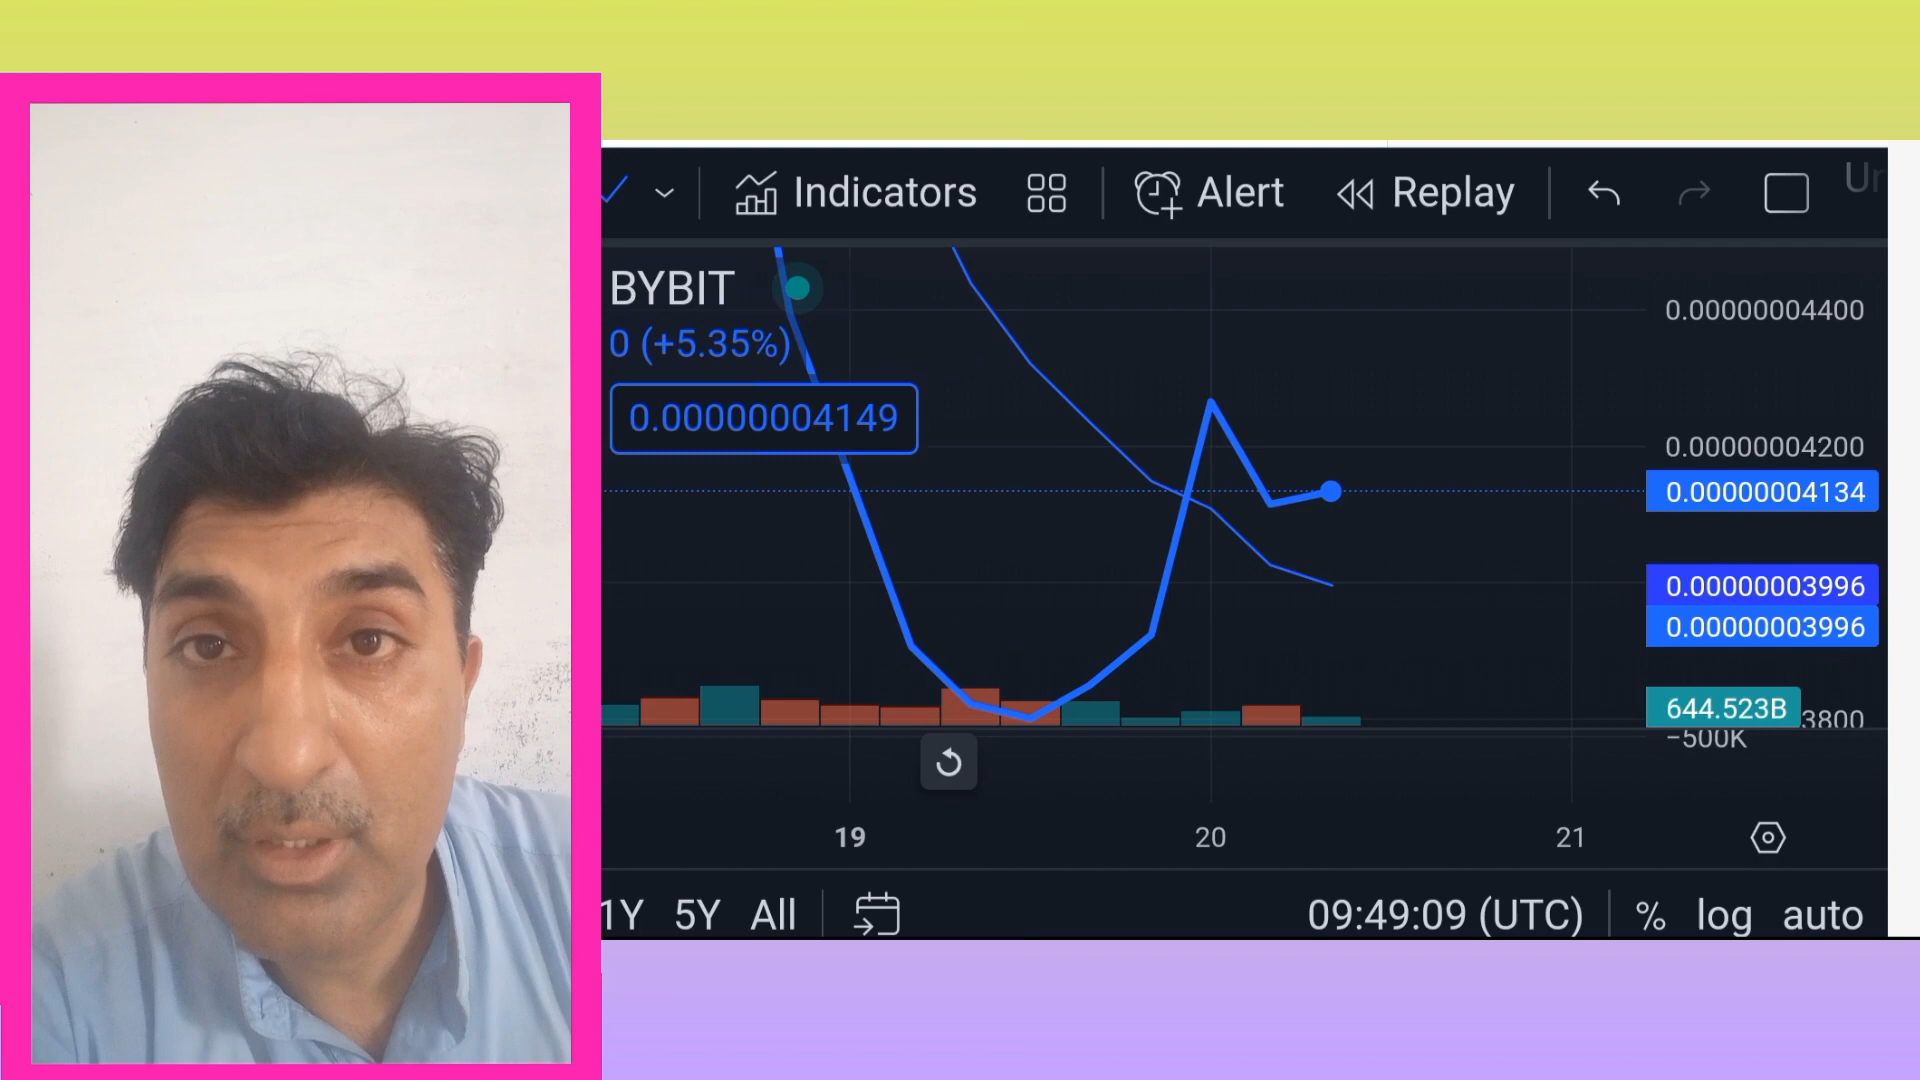 Indicators Alert Replay
BYBIT
0 (+5.35%)
0.00000004149
0.00000004400
0.00000004200
0.00000004134
0.00000003996
0.00000003996
644.523B
3800
−500K
19 20 21
1Y 5Y All 09:49:09 (UTC) % log auto